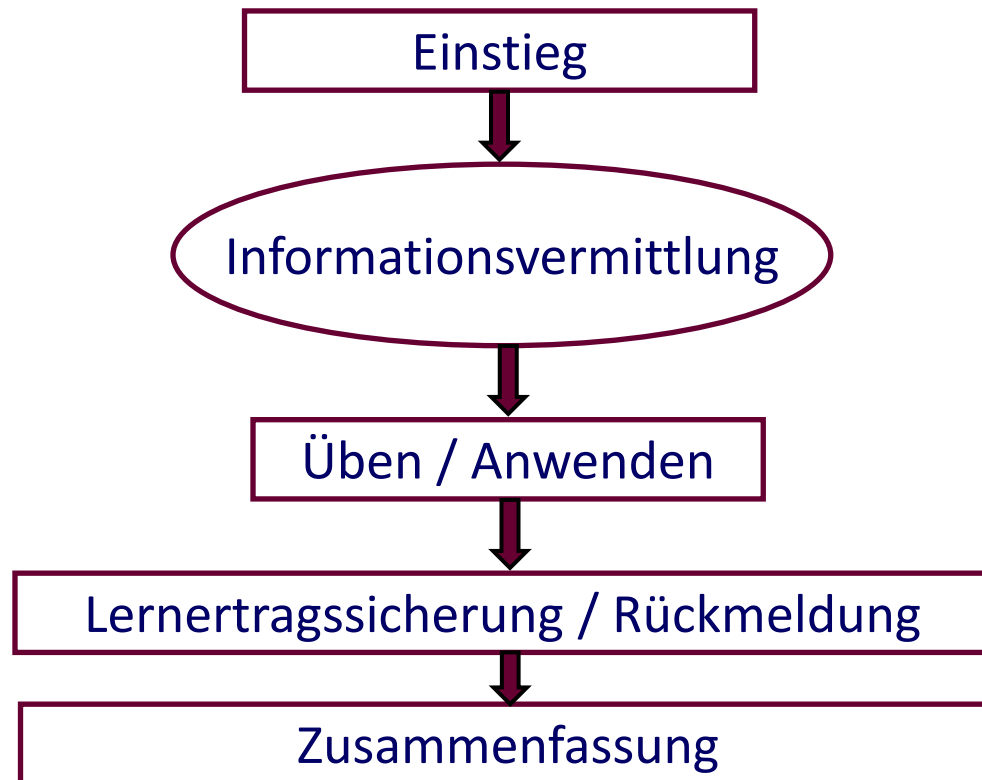 Einstieg
Informationsvermittlung
Üben / Anwenden
Lernertragssicherung / Rückmeldung
Zusammenfassung